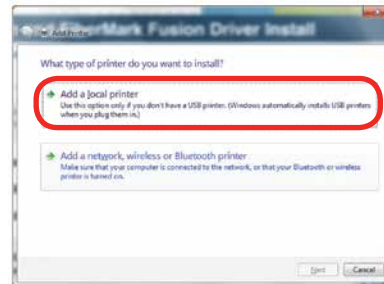 FiberMark Fusion Driver Install
Add Printer
What type of printer do you want to install?
Add a local printer
Use this option only if you don't have a USB printer. (Windows automatically installs USB printers
when you plug them in.)
Add a network, wireless or Bluetooth printer
Make sure that your computer is connected to the network, or that your Bluetooth or wireless
printer is turned on.
Next
Cancel